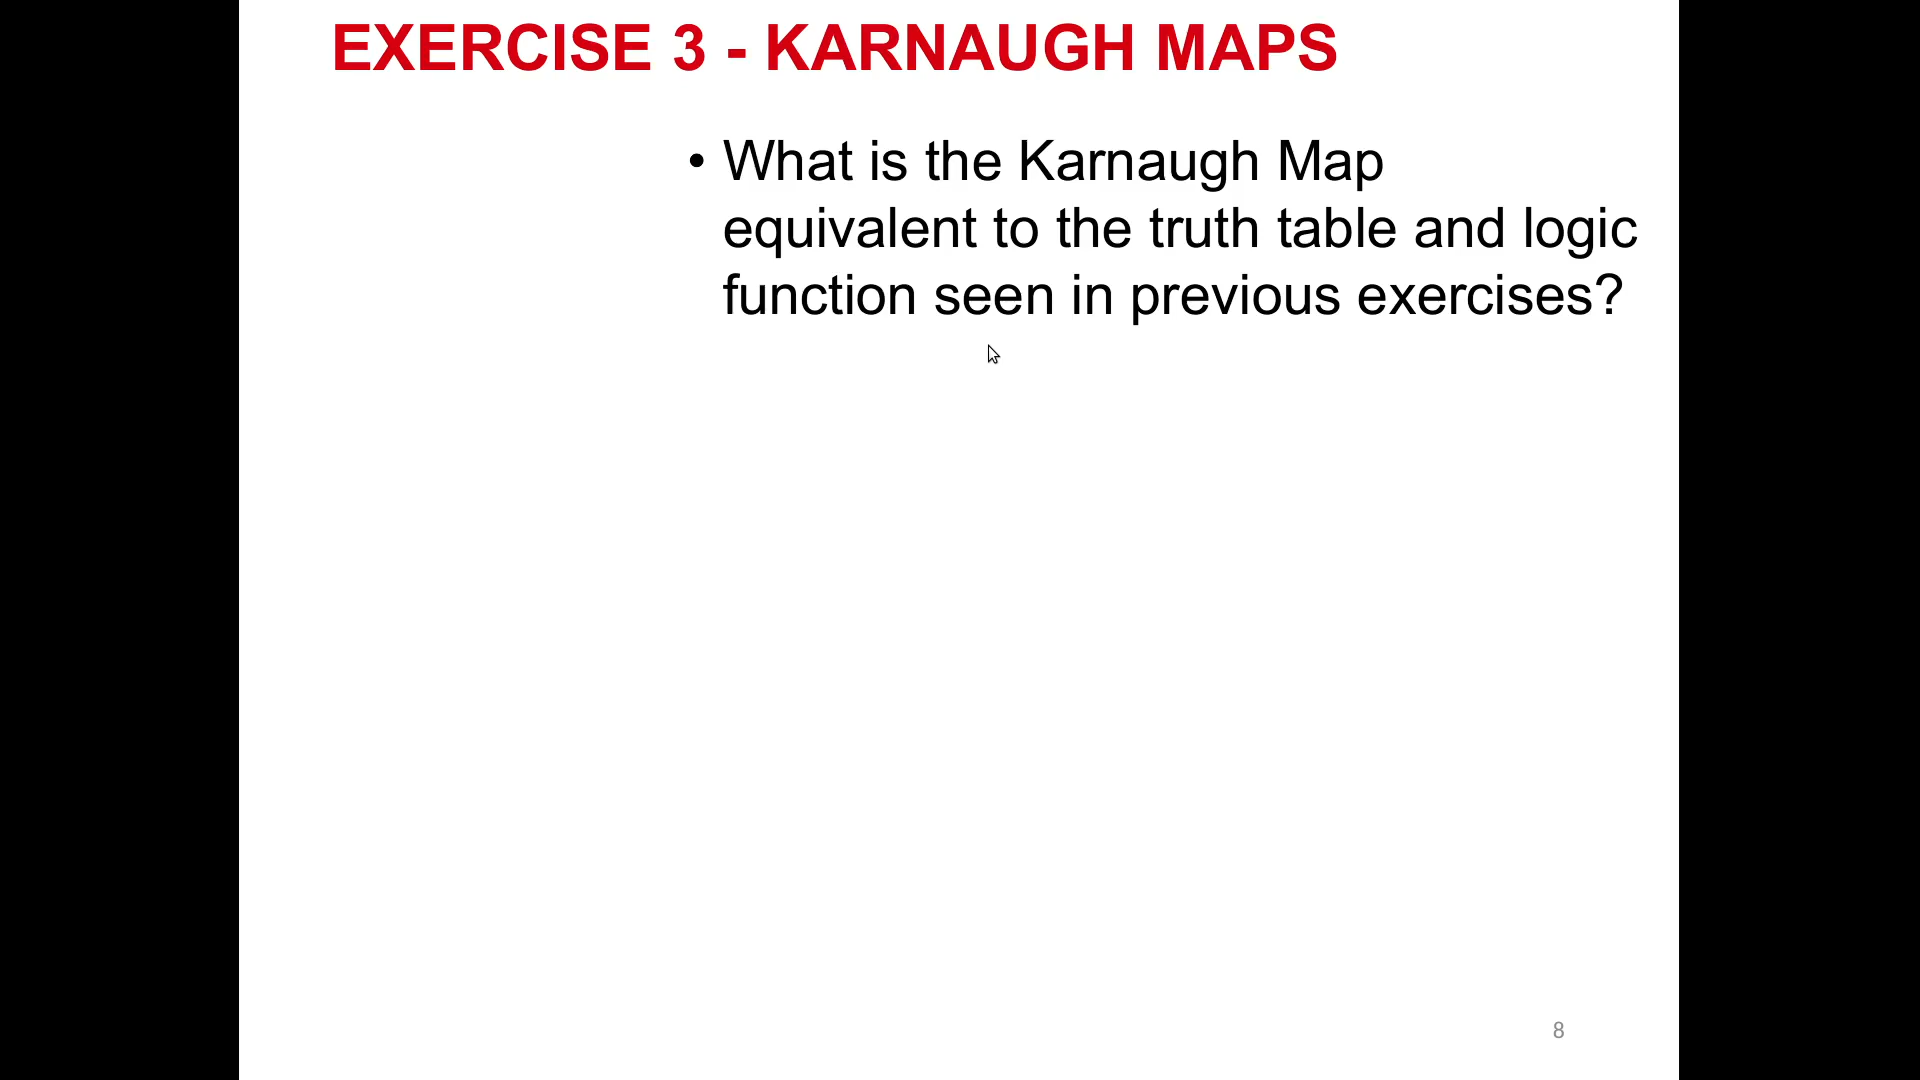 EXERCISE 3 - KARNAUGH MAPS
• What is the Karnaugh Map
equivalent to the truth table and logic
function seen in previous exercises?
8